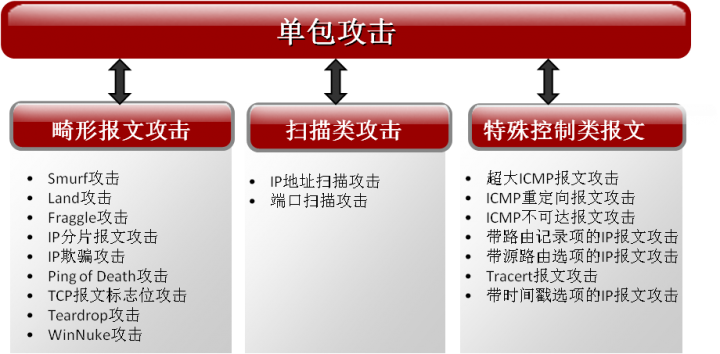 单包攻击
畸形报文攻击
Smurf攻击
Land攻击
Fraggle攻击
IP分片报文攻击
IP欺骗攻击
Ping of Death攻击
TCP报文标志位攻击
Teardrop攻击
WinNuke攻击
扫描类攻击
IP地址扫描攻击
端口扫描攻击
特殊控制类报文
超大ICMP报文攻击
ICMP重定向报文攻击
ICMP不可达报文攻击
带路由记录项的IP报文攻击
带源路由选项的IP报文攻击
Tracert报文攻击
带时间戳选项的IP报文攻击